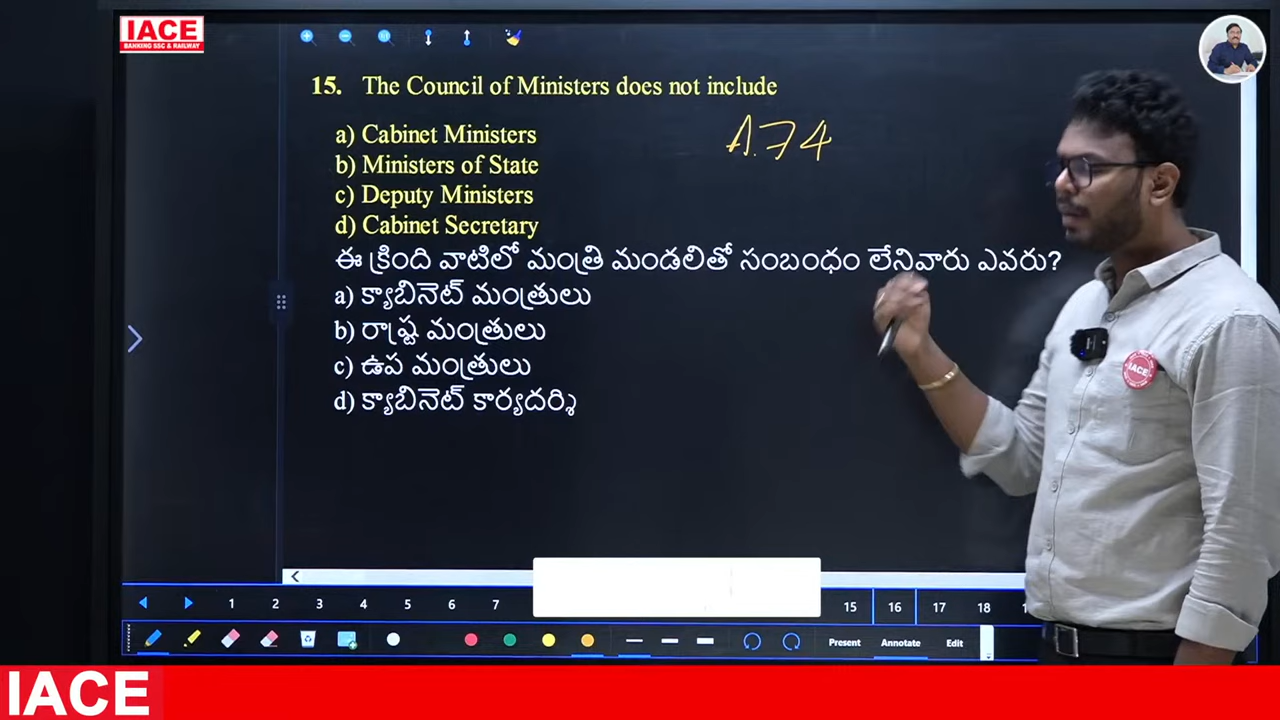 IACE
BANKING SSC & RAILWAY
15. The Council of Ministers does not include
A.74
a) Cabinet Ministers
b) Ministers of State
c) Deputy Ministers
d) Cabinet Secretary
ఈ క్రింది వాటిలో మంత్రి మండలితో సంబంధం లేనివారు ఎవరు?
a) క్యాబినెట్ మంత్రులు
b) రాష్ట్ర మంత్రులు
c) ఉప మంత్రులు
d) క్యాబినెట్ కార్యదర్శి
IACE
1 2 3 4 5 6 7 15 16 17 18
Present Annotate Edit
IACE